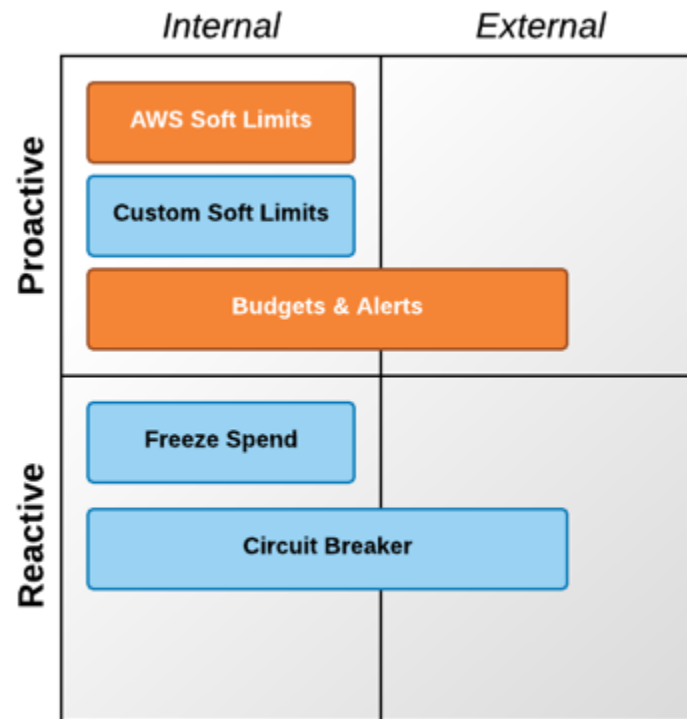 Internal
External
Proactive
AWS Soft Limits
Custom Soft Limits
Budgets & Alerts
Reactive
Freeze Spend
Circuit Breaker